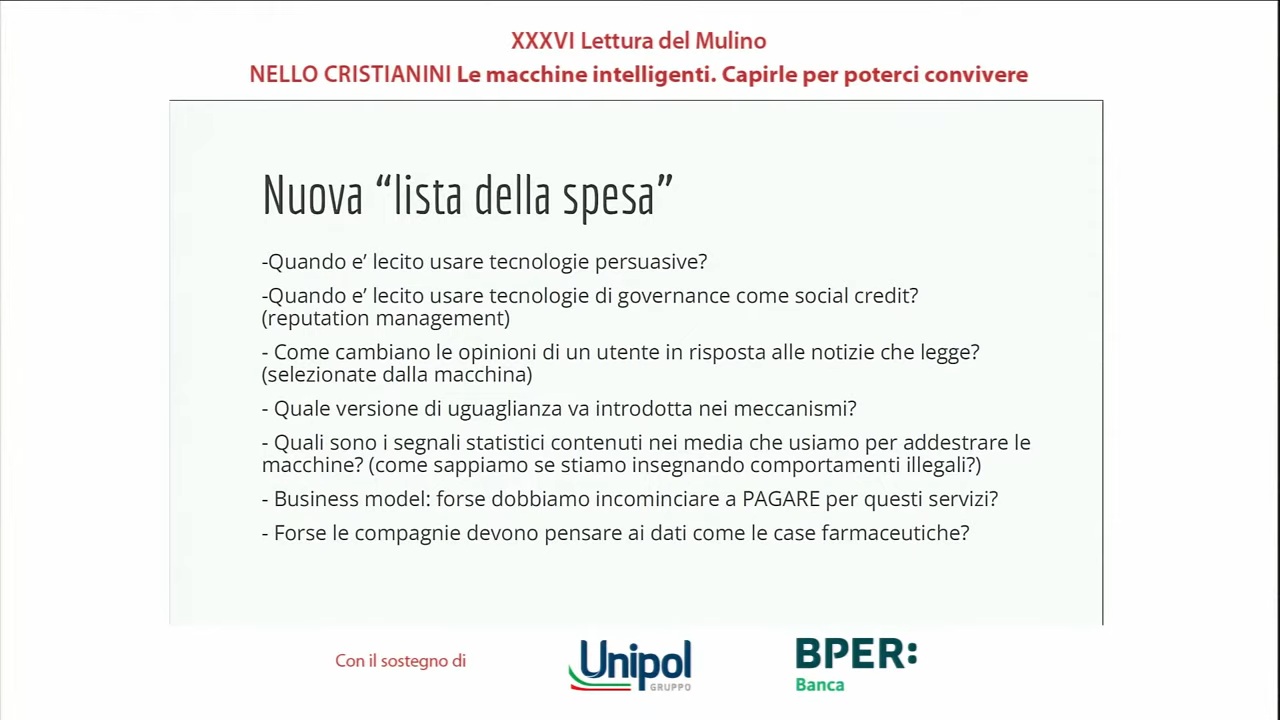 XXXVI Lettura del Mulino
NELLO CRISTIANINI Le macchine intelligenti. Capirle per poterci convivere
Nuova “lista della spesa”
-Quando e’ lecito usare tecnologie persuasive?
-Quando e’ lecito usare tecnologie di governance come social credit?
(reputation management)
- Come cambiano le opinioni di un utente in risposta alle notizie che legge?
(selezionate dalla macchina)
- Quale versione di uguaglianza va introdotta nei meccanismi?
- Quali sono i segnali statistici contenuti nei media che usiamo per addestrare le
macchine? (come sappiamo se stiamo insegnando comportamenti illegali?)
- Business model: forse dobbiamo incominciare a PAGARE per questi servizi?
- Forse le compagnie devono pensare ai dati come le case farmaceutiche?
Con il sostegno di
Unipol
GRUPPO
BPER:
Banca